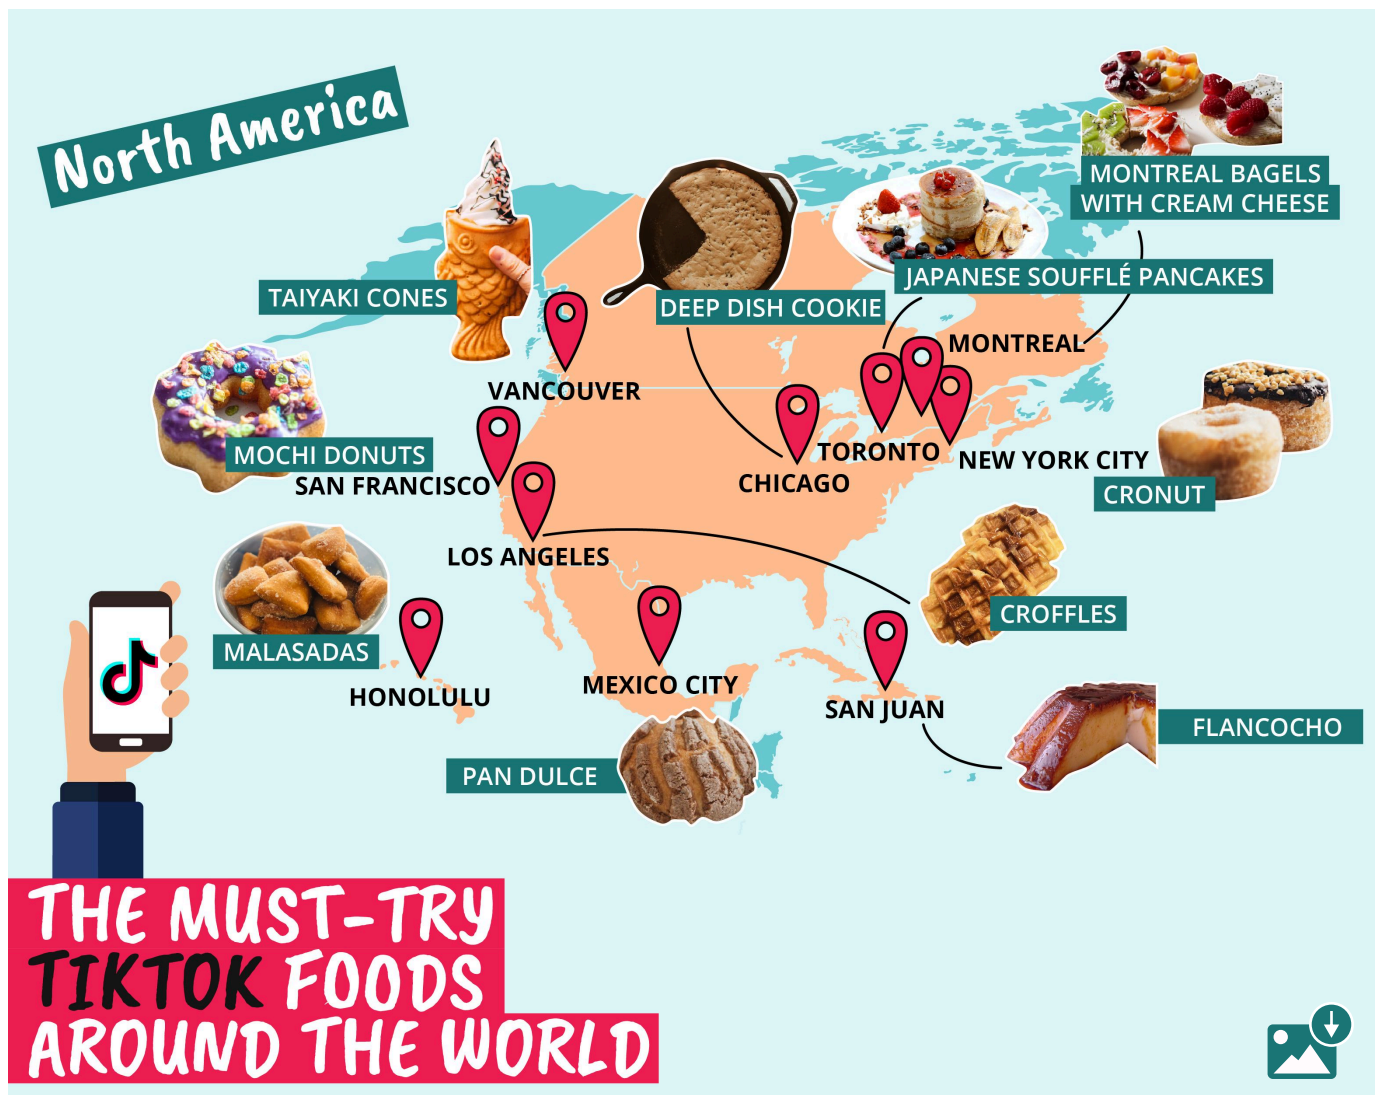 North America
MONTREAL BAGELS
WITH CREAM CHEESE
JAPANESE SOUFFLÉ PANCAKES
TAIYAKI CONES
DEEP DISH COOKIE
MONTREAL
VANCOUVER
MOCHI DONUTS
SAN FRANCISCO
TORONTO
CHICAGO
NEW YORK CITY
CRONUT
LOS ANGELES
CROFFLES
MALASADAS
HONOLULU
MEXICO CITY
SAN JUAN
FLANCOCHO
PAN DULCE
THE MUST-TRY
TIKTOK FOODS
AROUND THE WORLD